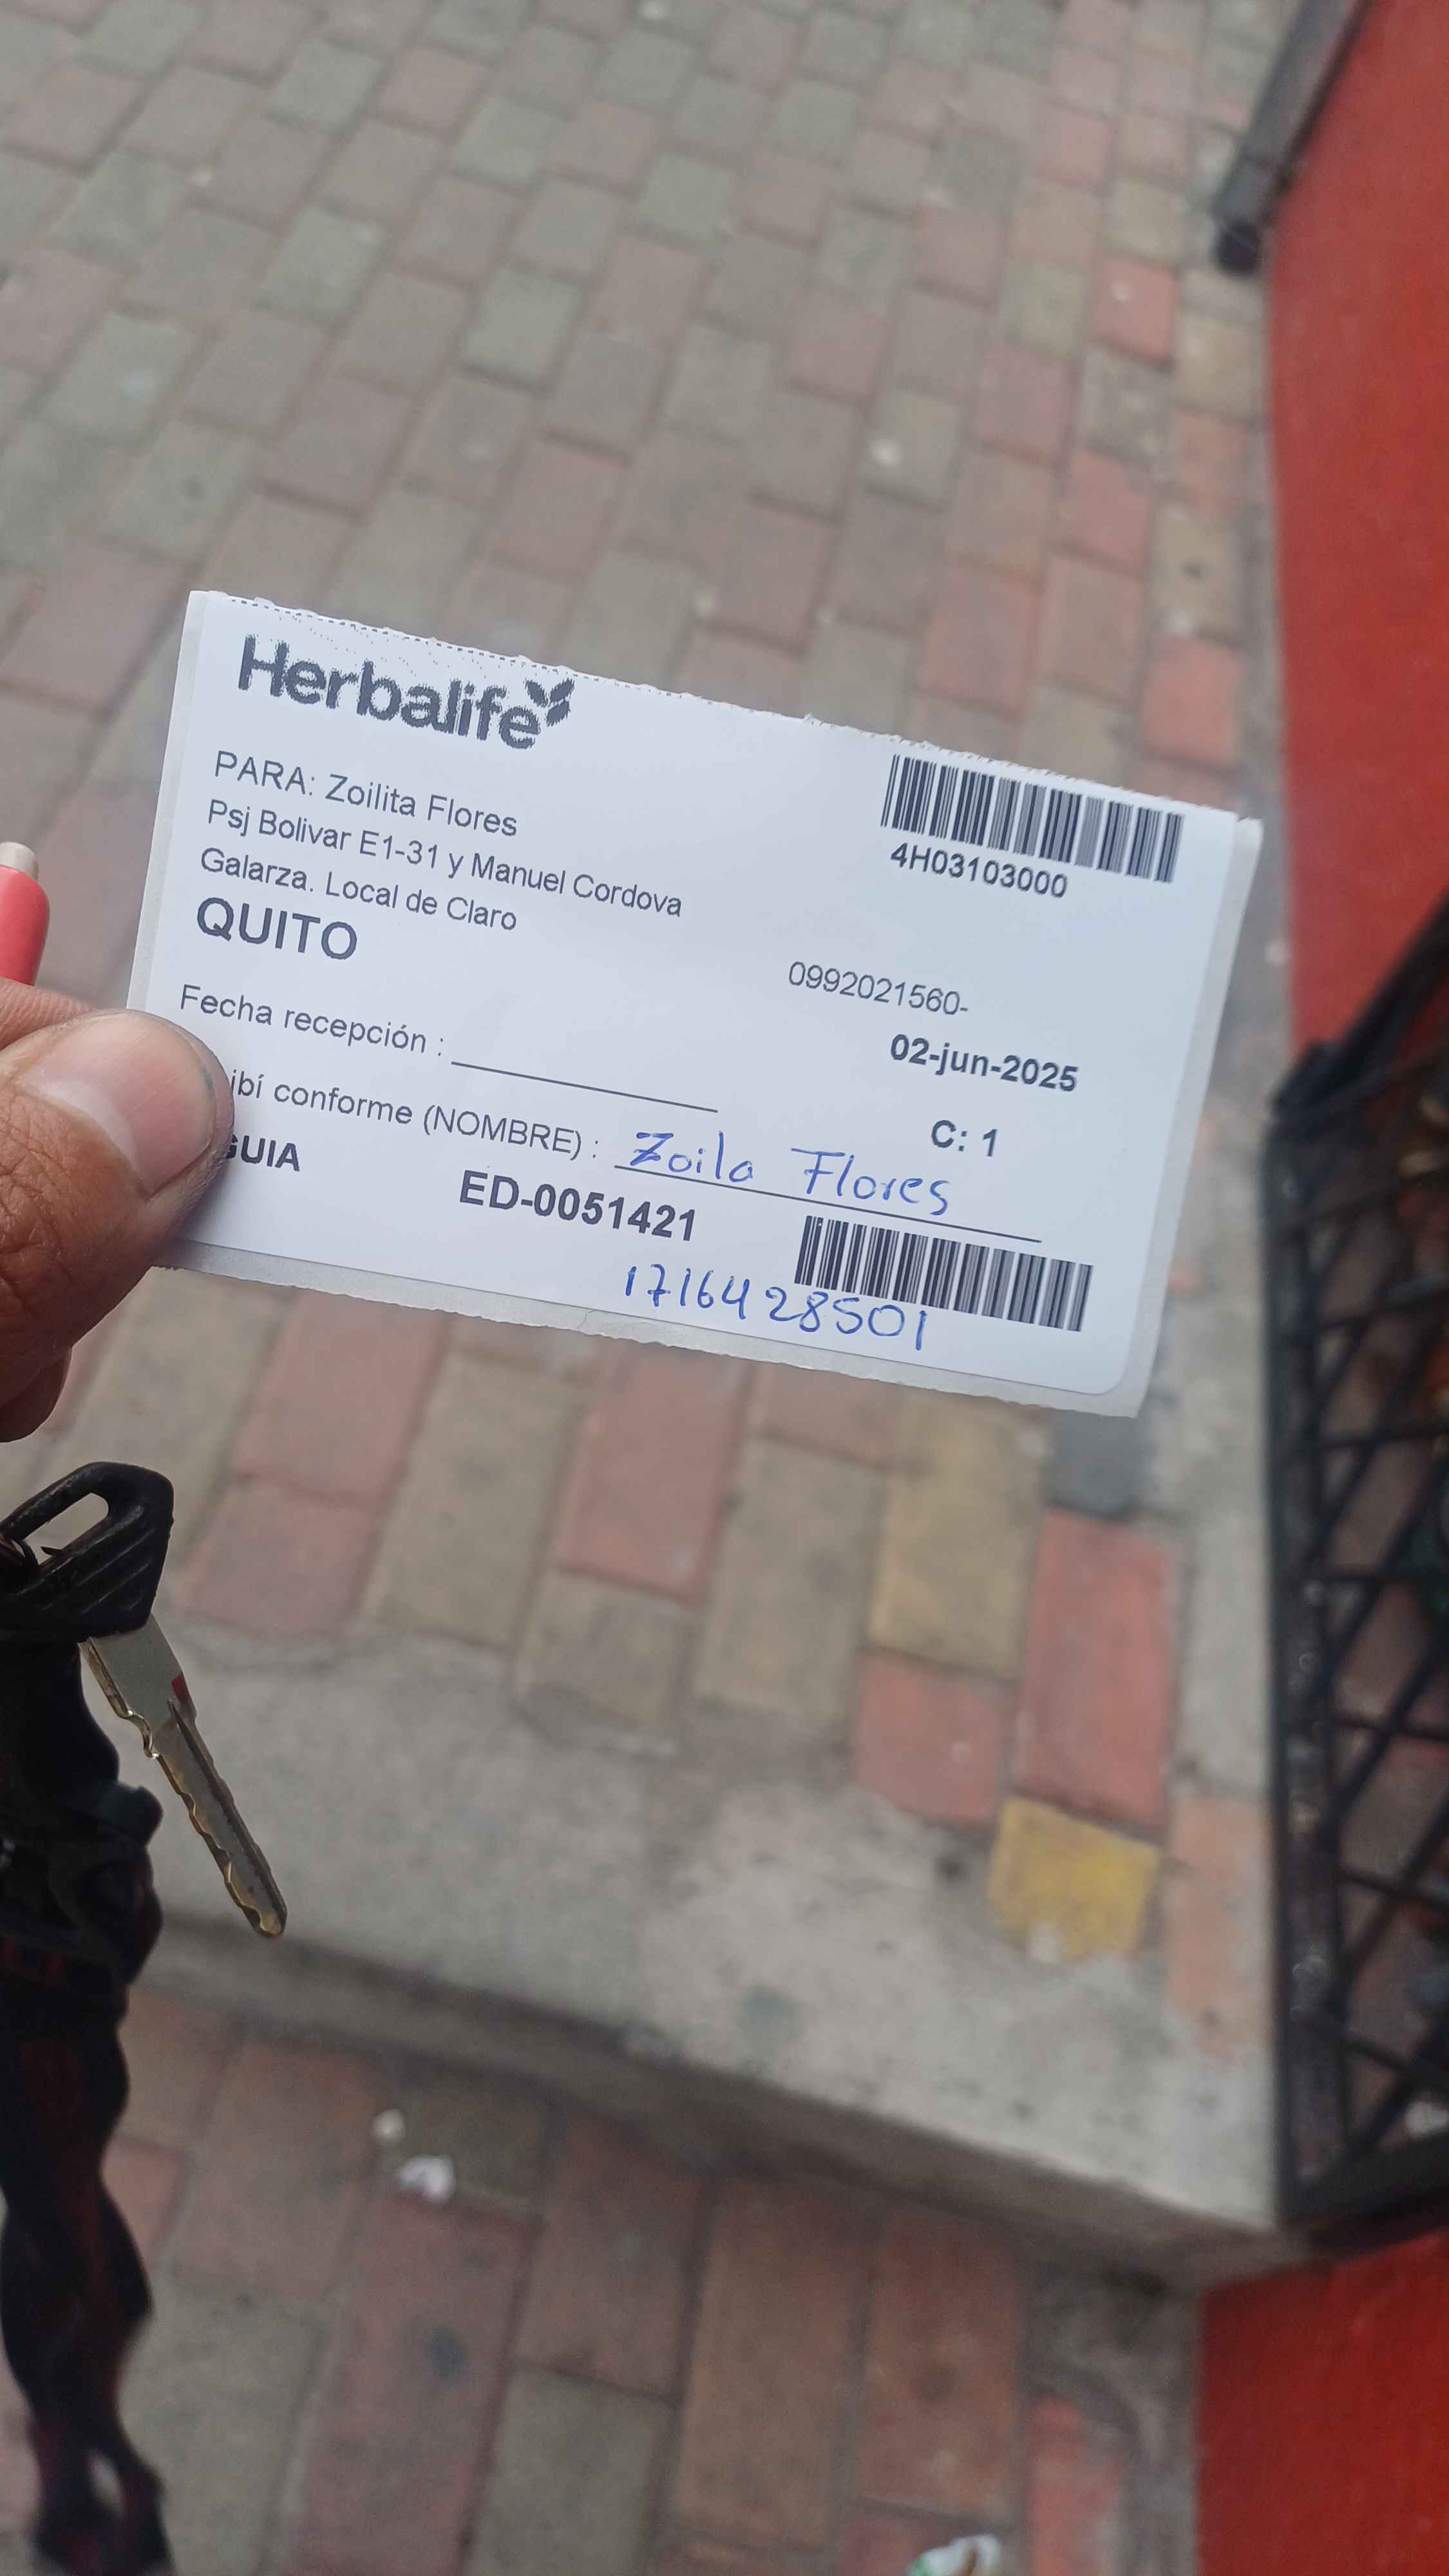 Herbalife
PARA: Zoilita Flores
Psj Bolivar E1-31 y Manuel Cordova
Galarza. Local de Claro
QUITO
4H03103000
0992021560-
02-jun-2025
C: 1
Fecha recepción :
ibí conforme (NOMBRE) : Zoila Flores
GUIA ED-0051421
1716428501